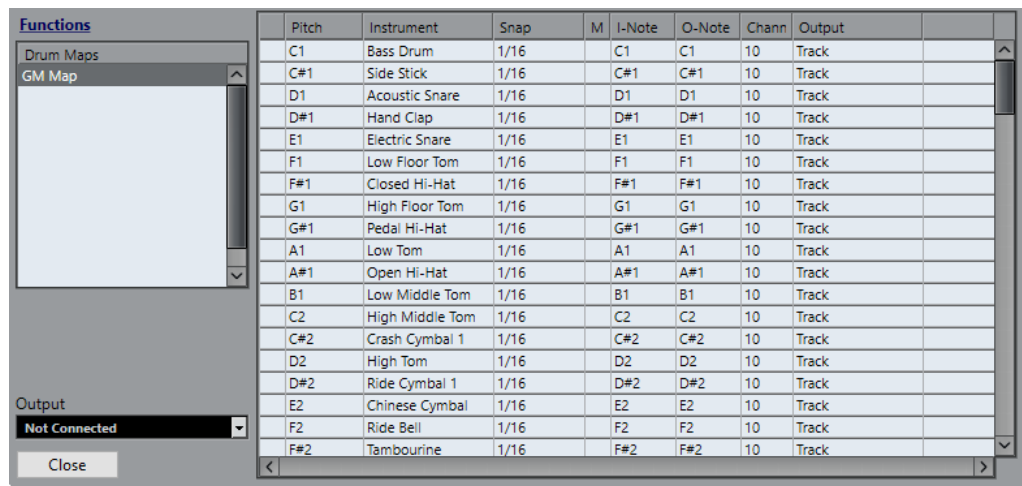 Functions
Drum Maps
GM Map
Output
Not Connected
Close
Pitch Instrument Snap M I-Note O-Note Chann Output
C1 Bass Drum 1/16 C1 C1 10 Track
C#1 Side Stick 1/16 C#1 C#1 10 Track
D1 Acoustic Snare 1/16 D1 D1 10 Track
D#1 Hand Clap 1/16 D#1 D#1 10 Track
E1 Electric Snare 1/16 E1 E1 10 Track
F1 Low Floor Tom 1/16 F1 F1 10 Track
F#1 Closed Hi-Hat 1/16 F#1 F#1 10 Track
G1 High Floor Tom 1/16 G1 G1 10 Track
G#1 Pedal Hi-Hat 1/16 G#1 G#1 10 Track
A1 Low Tom 1/16 A1 A1 10 Track
A#1 Open Hi-Hat 1/16 A#1 A#1 10 Track
B1 Low Middle Tom 1/16 B1 B1 10 Track
C2 High Middle Tom 1/16 C2 C2 10 Track
C#2 Crash Cymbal 1 1/16 C#2 C#2 10 Track
D2 High Tom 1/16 D2 D2 10 Track
D#2 Ride Cymbal 1 1/16 D#2 D#2 10 Track
E2 Chinese Cymbal 1/16 E2 E2 10 Track
F2 Ride Bell 1/16 F2 F2 10 Track
F#2 Tambourine 1/16 F#2 F#2 10 Track